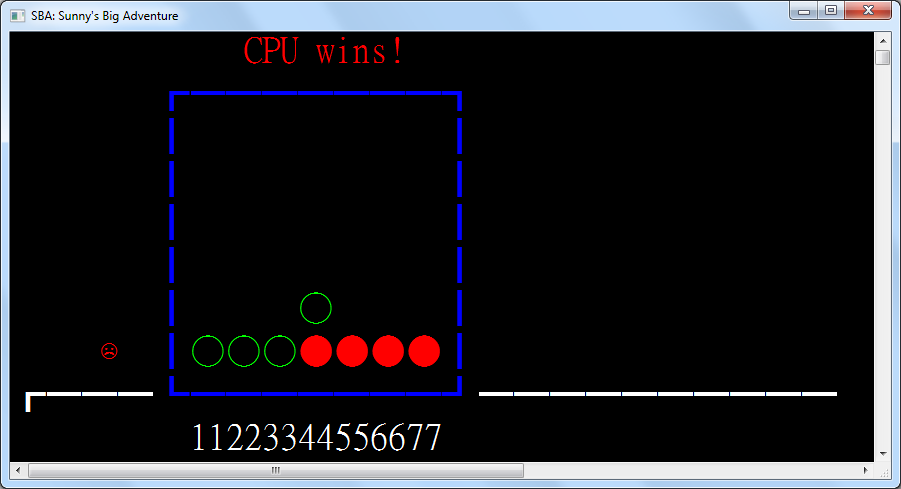 SBA: Sunny's Big Adventure
CPU wins!
11223344556677